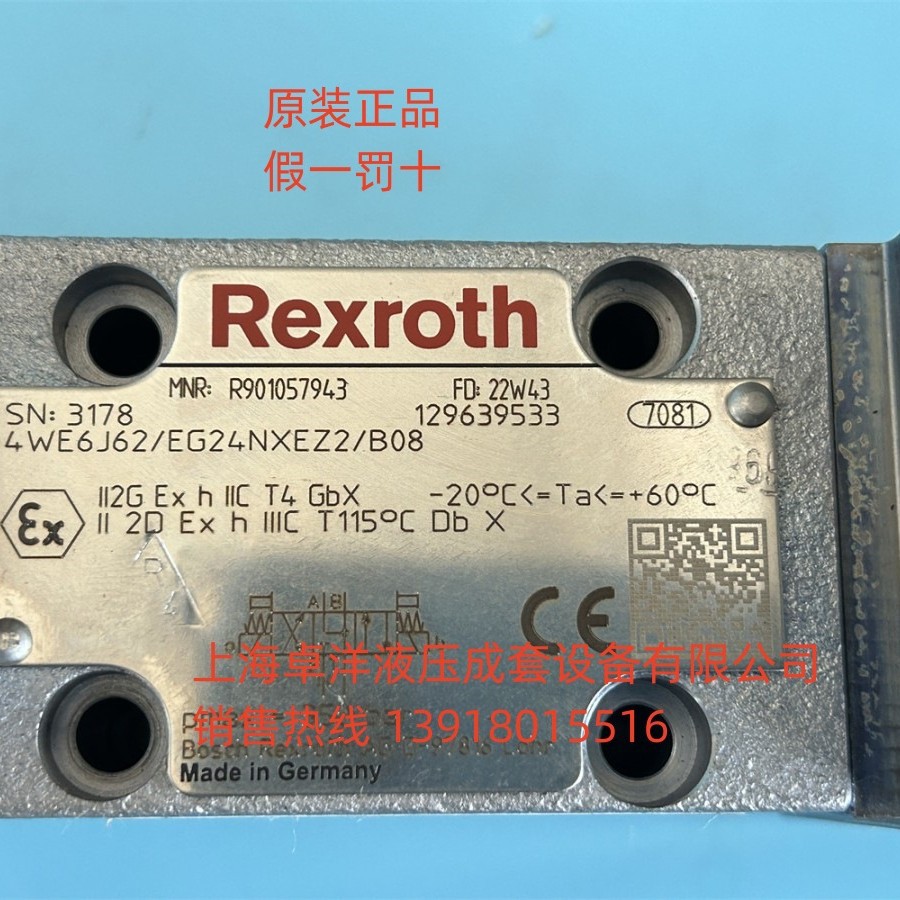 原装正品
假一罚十
Rexroth
MNR: R901057943 FD: 22W43
SN: 3178 129639533 7081
4WE6J62/EG24NXEZ2/B08
Ex II2G Ex h IIC T4 GbX -20°C<=Ta<=+60°C
II 2D Ex h IIIC T115°C Db X
A B
CE
上海卓洋液压成套设备有限公司
销售热线 13918015516
Made in Germany